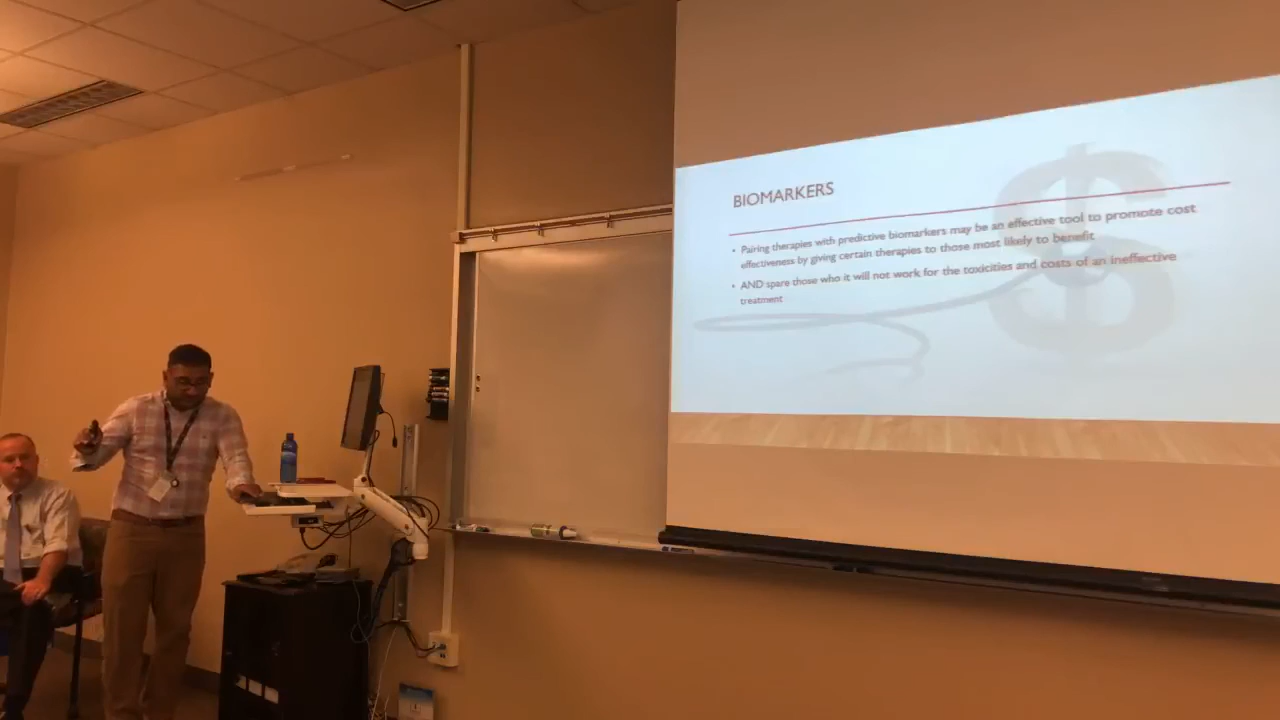 BIOMARKERS
• Pairing therapies with predictive biomarkers may be an effective tool to promote cost
effectiveness by giving certain therapies to those most likely to benefit
• AND spare those who it will not work for the toxicities and costs of an ineffective
treatment